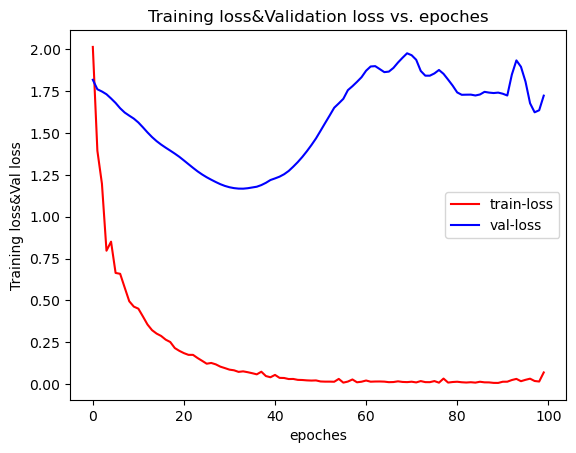 Training loss&Validation loss vs. epoches
Training loss&Val loss
2.00
1.75
1.50
1.25
1.00
0.75
0.50
0.25
0.00
train-loss
val-loss
0 20 40 60 80 100
epoches